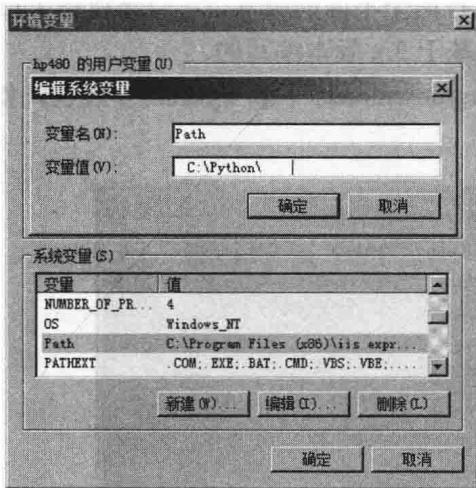 环境变量
hp480 的用户变量(U)
编辑系统变量
变量名(N): Path
变量值(V): C:\Python\
确定 取消
系统变量(S)
变量 值
NUMBER_OF_PR... 4
OS Windows_NT
Path C:\Program Files (x86)\iis expr...
PATHEXT .COM;.EXE;.BAT;.CMD;.VBS;.VBE;....
新建(W)... 编辑(I)... 删除(L)
确定 取消